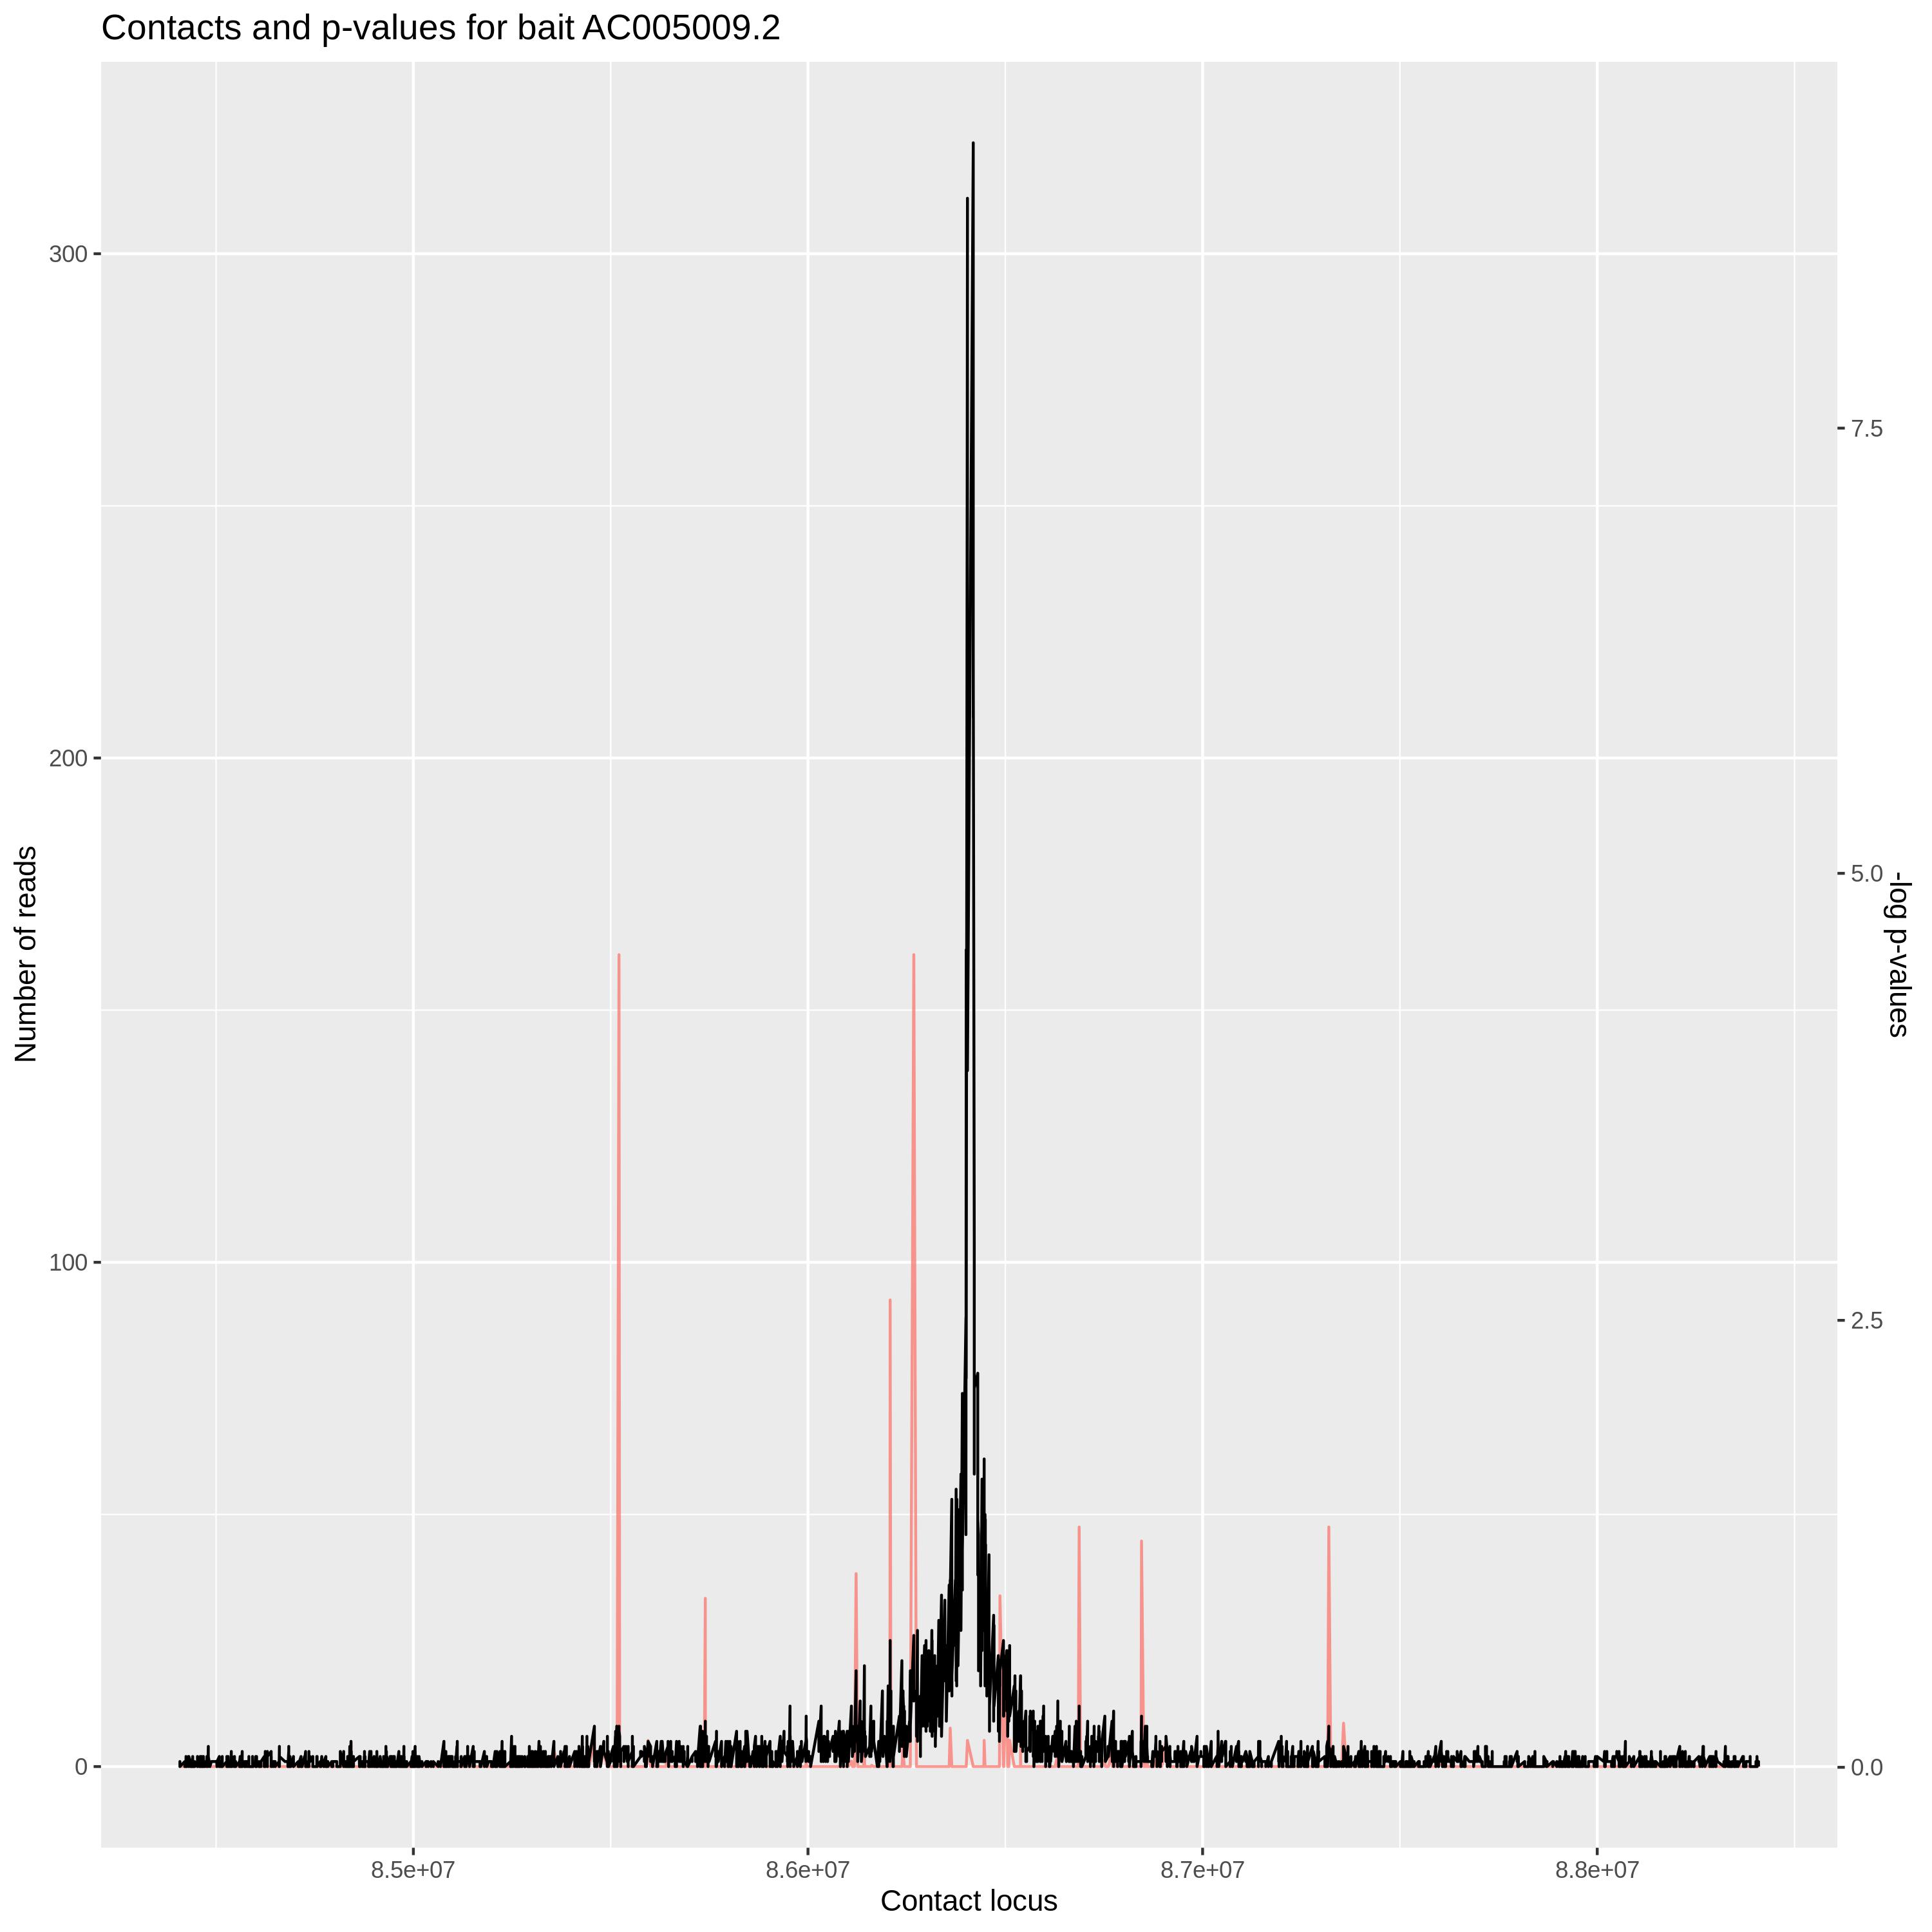 Contacts and p-values for bait AC005009.2
300
200
100
0
Number of reads
7.5
5.0
2.5
0.0
-log p-values
8.5e+07
8.6e+07
8.7e+07
8.8e+07
Contact locus